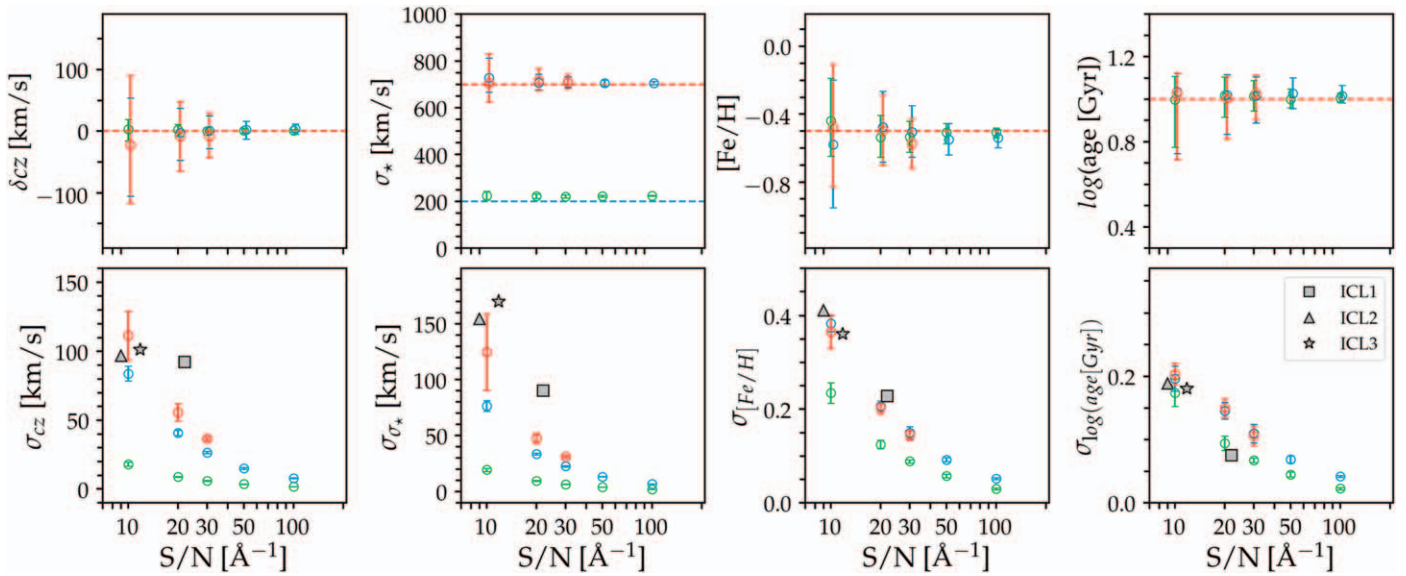 δcz [km/s]
100
0
−100
σ⋆ [km/s]
1000
800
600
400
200
0
[Fe/H]
0.0
−0.4
−0.8
log(age [Gyr])
1.2
1.0
0.8
0.6
0.4
σcz [km/s]
150
100
50
0
10 20 30 50 100
S/N [Å−1]
σσ⋆ [km/s]
150
100
50
0
10 20 30 50 100
S/N [Å−1]
σ[Fe/H]
0.4
0.2
0.0
10 20 30 50 100
S/N [Å−1]
σlog(age[Gyr])
0.2
0.0
ICL1
ICL2
ICL3
10 20 30 50 100
S/N [Å−1]